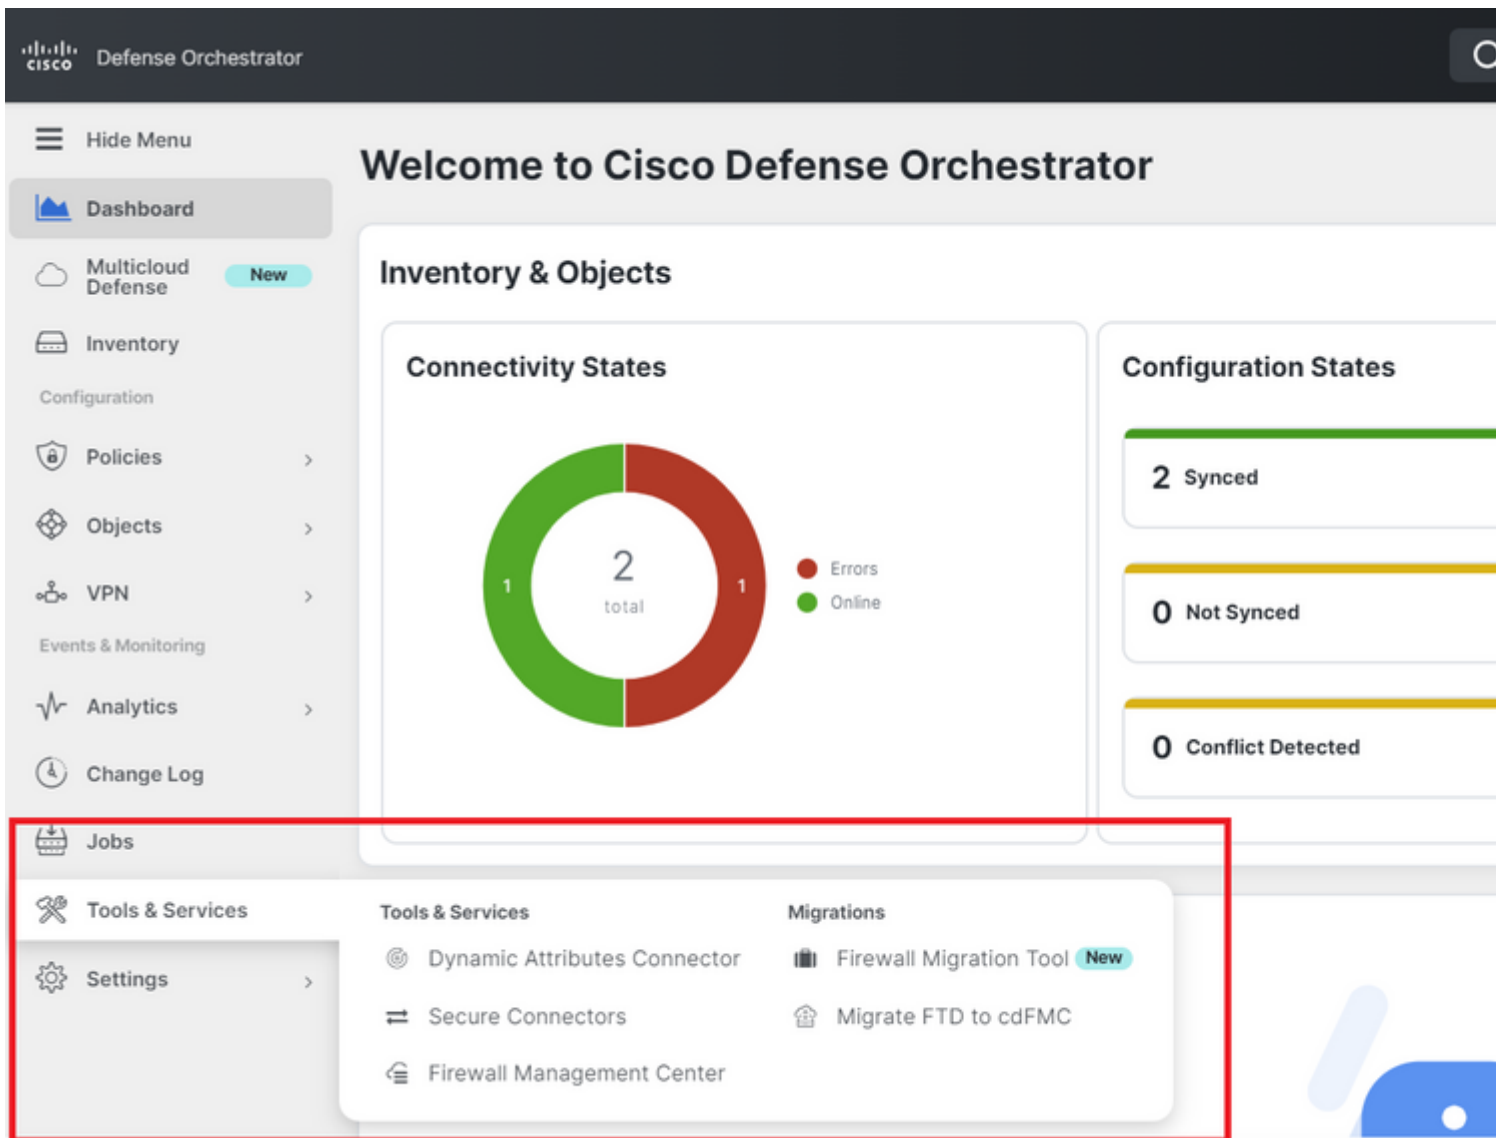 cisco Defense Orchestrator
Hide Menu
Dashboard
Multicloud
Defense
New
Inventory
Configuration
Policies
Objects
VPN
Events & Monitoring
Analytics
Change Log
Jobs
Tools & Services
Settings
Welcome to Cisco Defense Orchestrator
Inventory & Objects
Connectivity States
1
2
total
1
Errors
Online
Configuration States
2 Synced
0 Not Synced
0 Conflict Detected
Tools & Services
Dynamic Attributes Connector
Secure Connectors
Firewall Management Center
Migrations
Firewall Migration Tool New
Migrate FTD to cdFMC